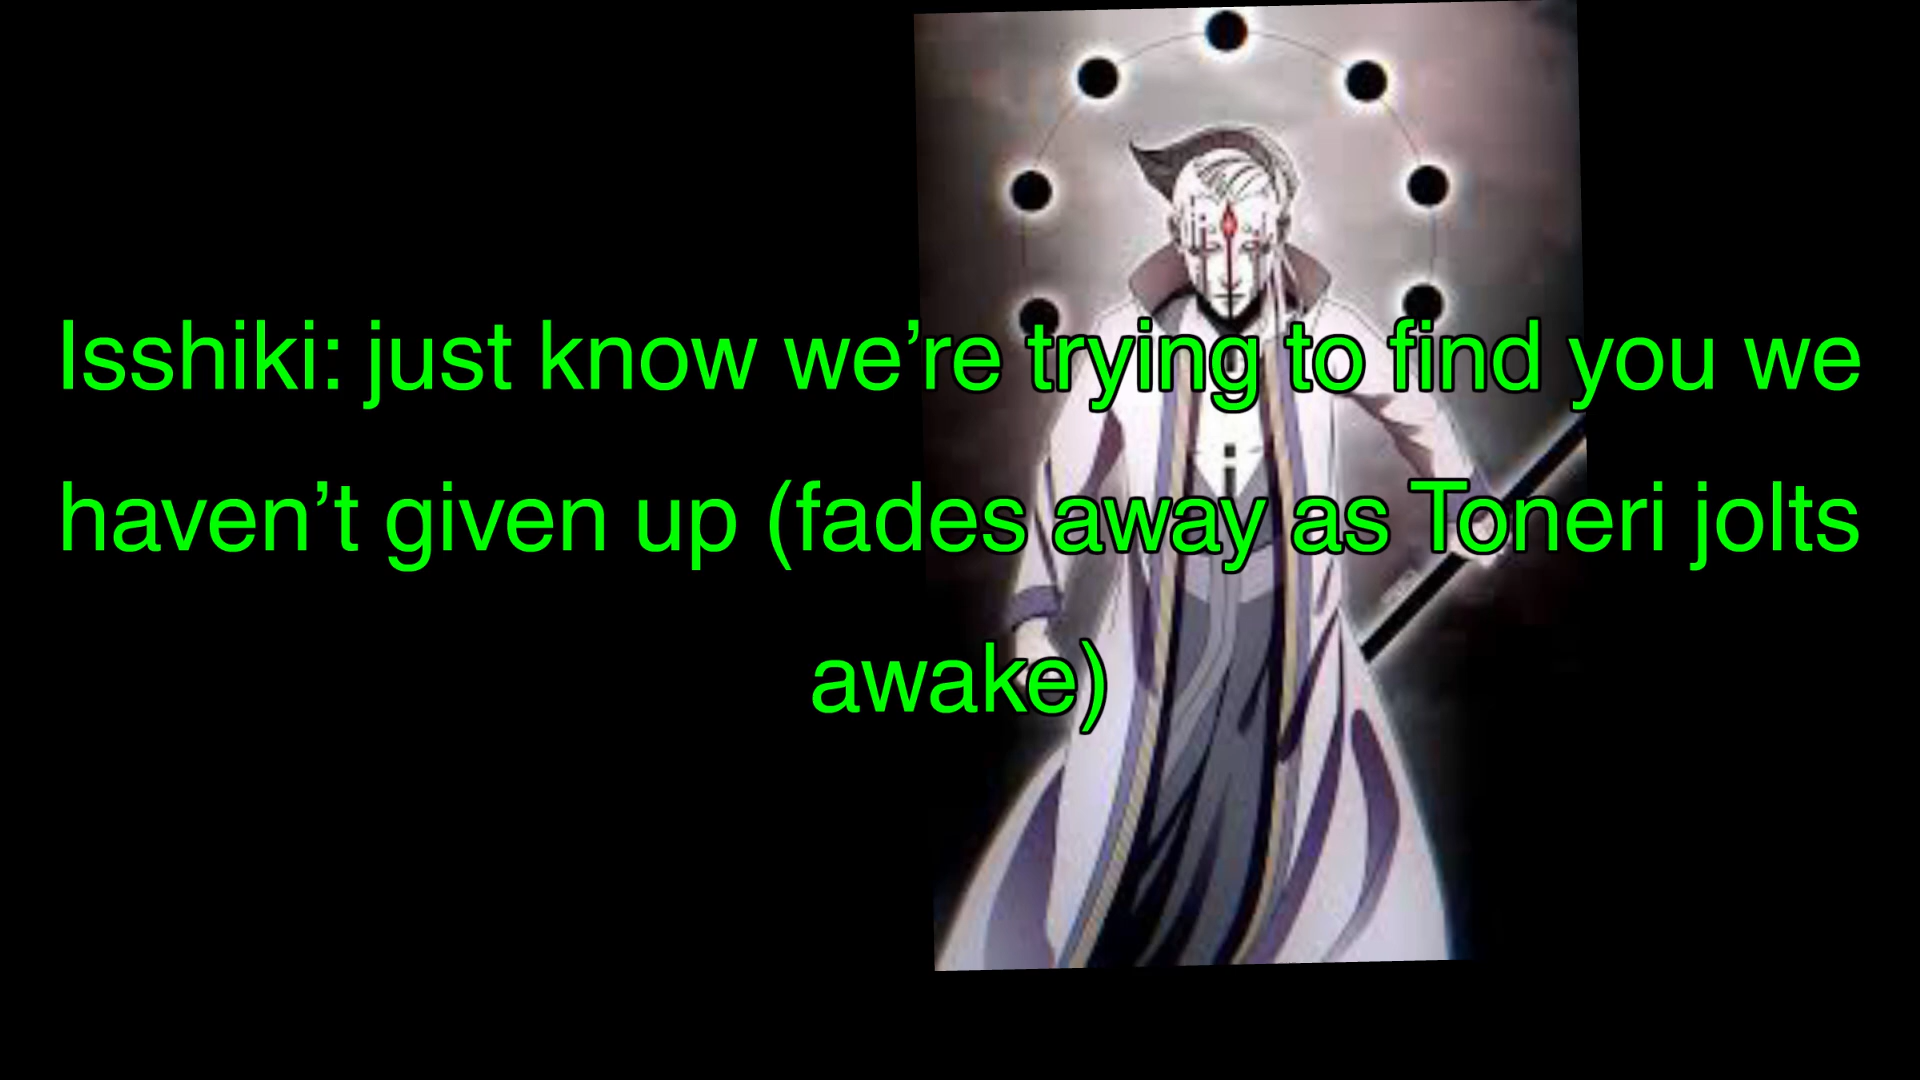 Isshiki: just know we’re trying to find you we
haven’t given up (fades away as Toneri jolts
awake)